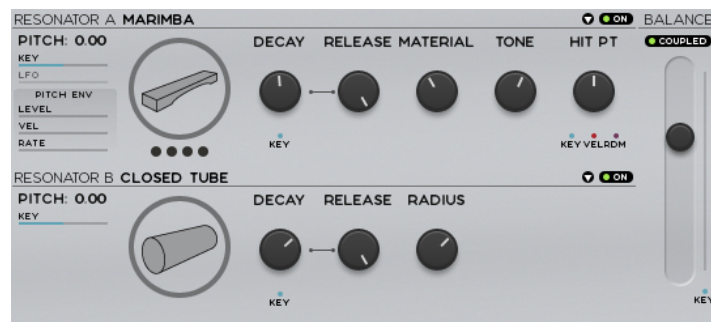 RESONATOR A MARIMBA ON BALANCE
PITCH: 0.00 DECAY RELEASE MATERIAL TONE HIT PT COUPLED
KEY
LFO
PITCH ENV
LEVEL
VEL
RATE
KEY KEY VEL RDM
RESONATOR B CLOSED TUBE ON
PITCH: 0.00 DECAY RELEASE RADIUS
KEY
KEY KEY